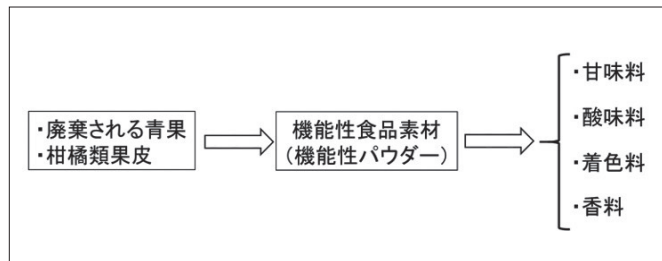 ・廃棄される青果
・柑橘類果皮
機能性食品素材
（機能性パウダー）
・甘味料
・酸味料
・着色料
・香料